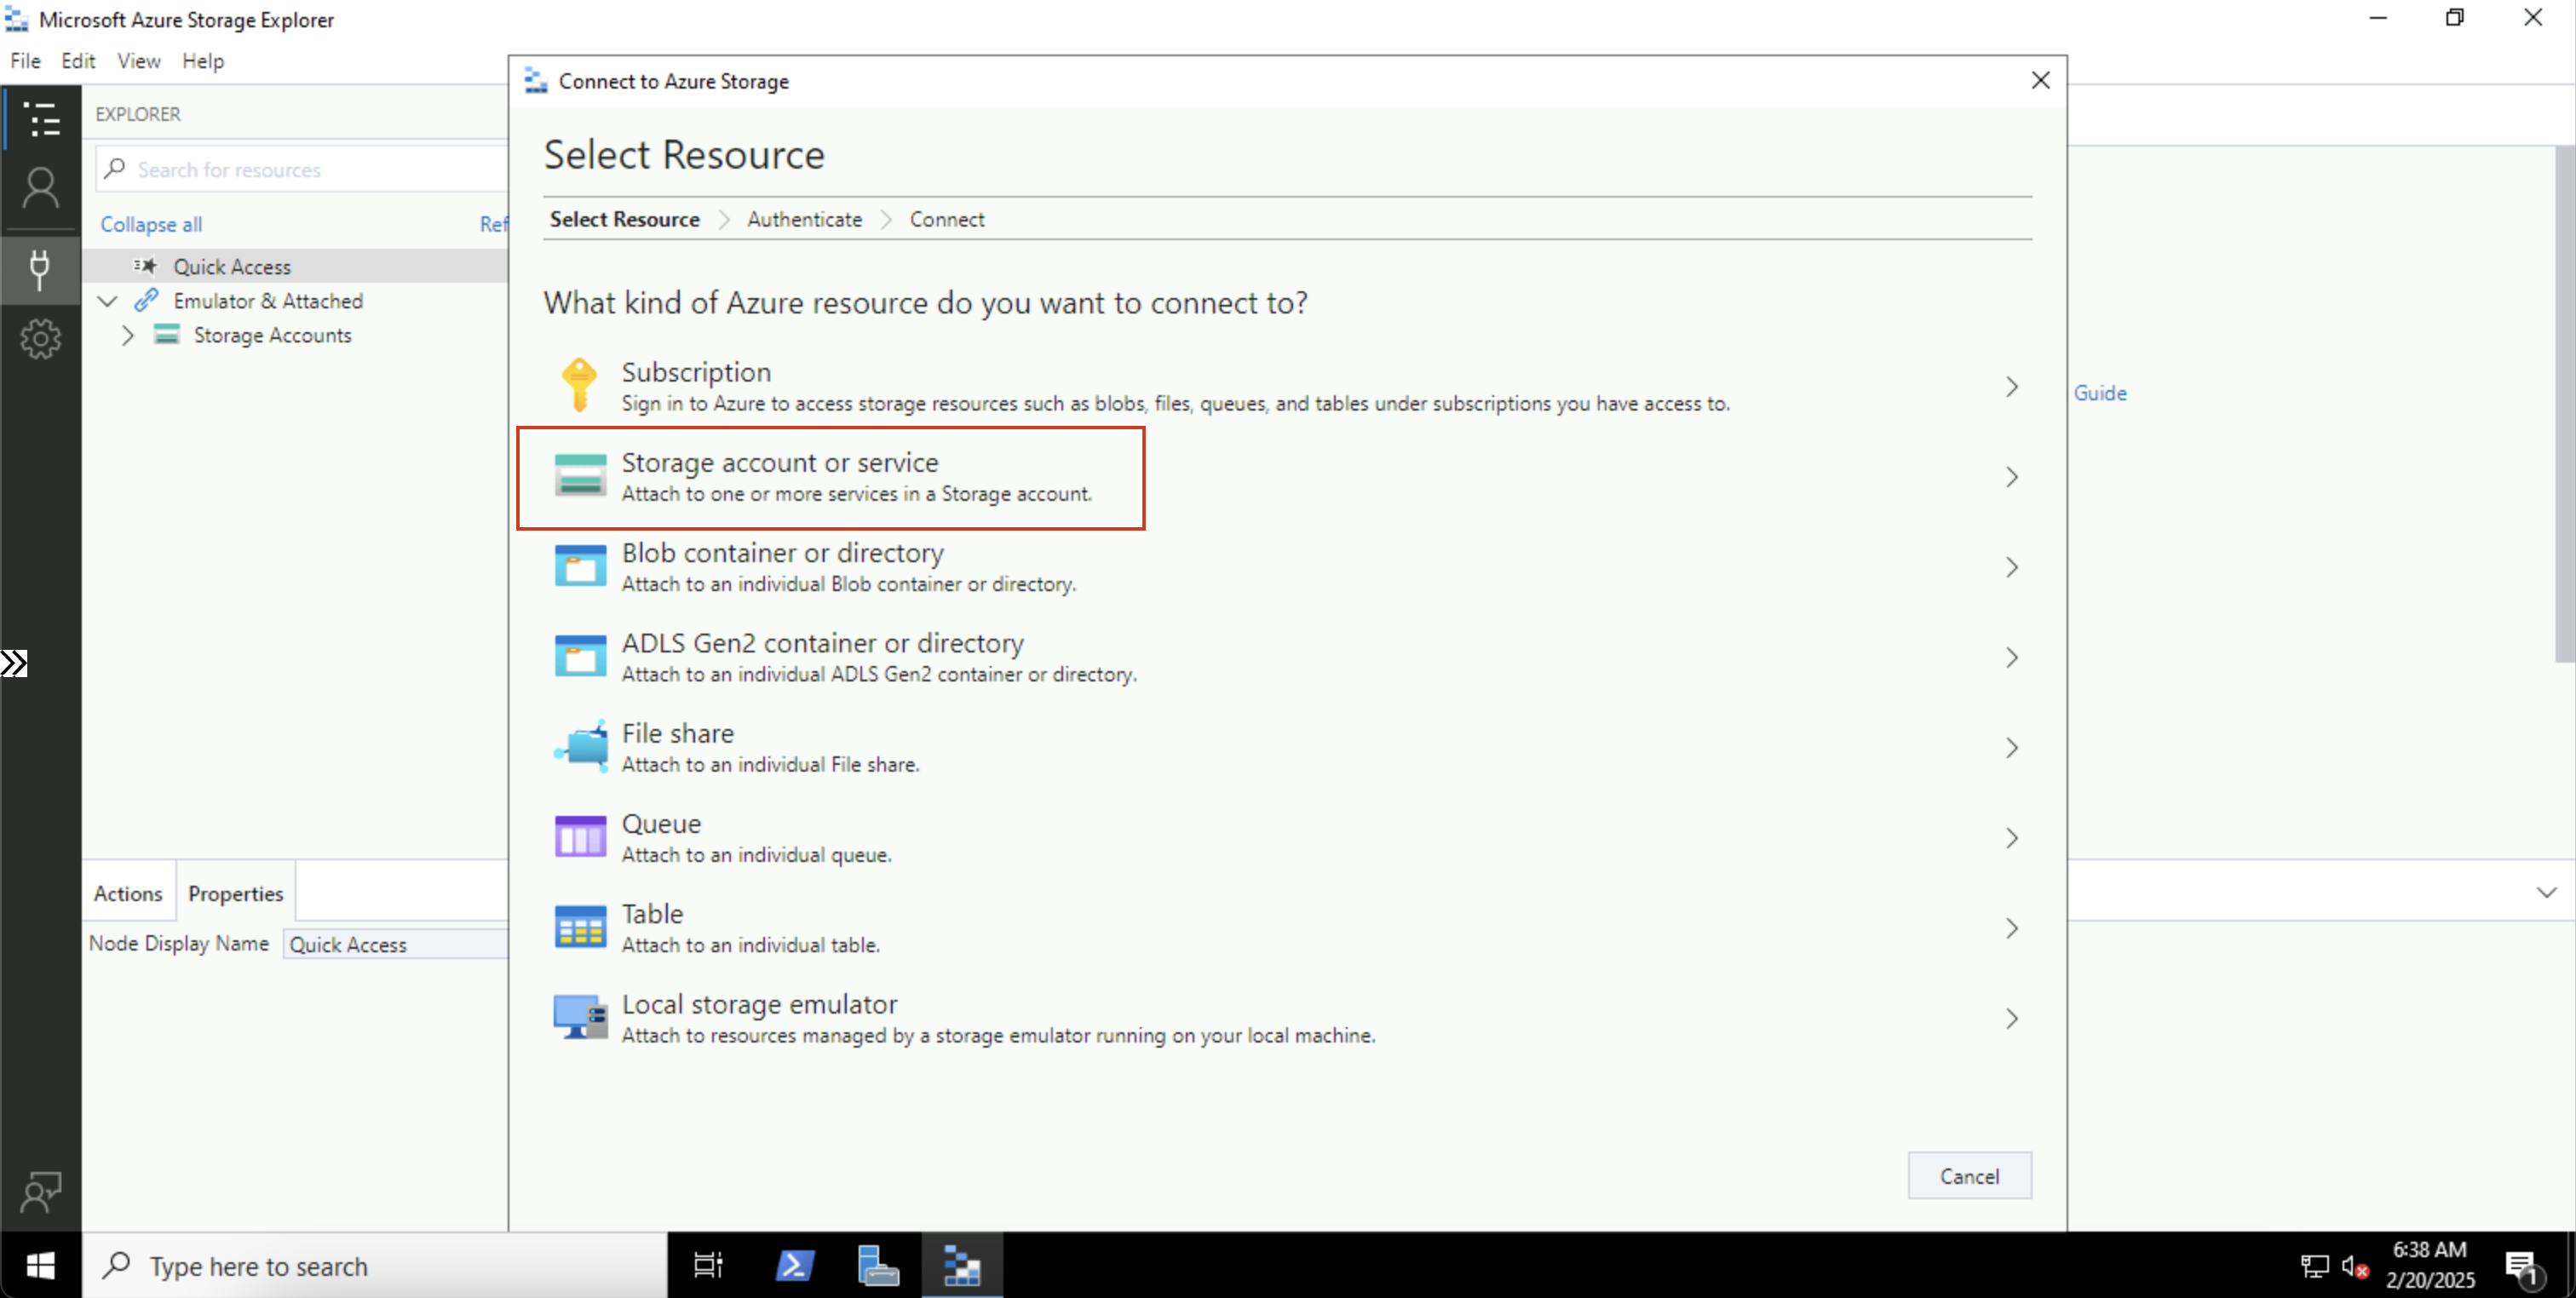 Microsoft Azure Storage Explorer
File Edit View Help
EXPLORER
Search for resources
Collapse all
Ref
Quick Access
Emulator & Attached
Storage Accounts
Actions Properties
Node Display Name Quick Access
Connect to Azure Storage
Select Resource
Select Resource Authenticate Connect
What kind of Azure resource do you want to connect to?
Subscription
Sign in to Azure to access storage resources such as blobs, files, queues, and tables under subscriptions you have access to.
Storage account or service
Attach to one or more services in a Storage account.
Blob container or directory
Attach to an individual Blob container or directory.
ADLS Gen2 container or directory
Attach to an individual ADLS Gen2 container or directory.
File share
Attach to an individual File share.
Queue
Attach to an individual queue.
Table
Attach to an individual table.
Local storage emulator
Attach to resources managed by a storage emulator running on your local machine.
Cancel
Guide
Type here to search
6:38 AM
2/20/2025
1